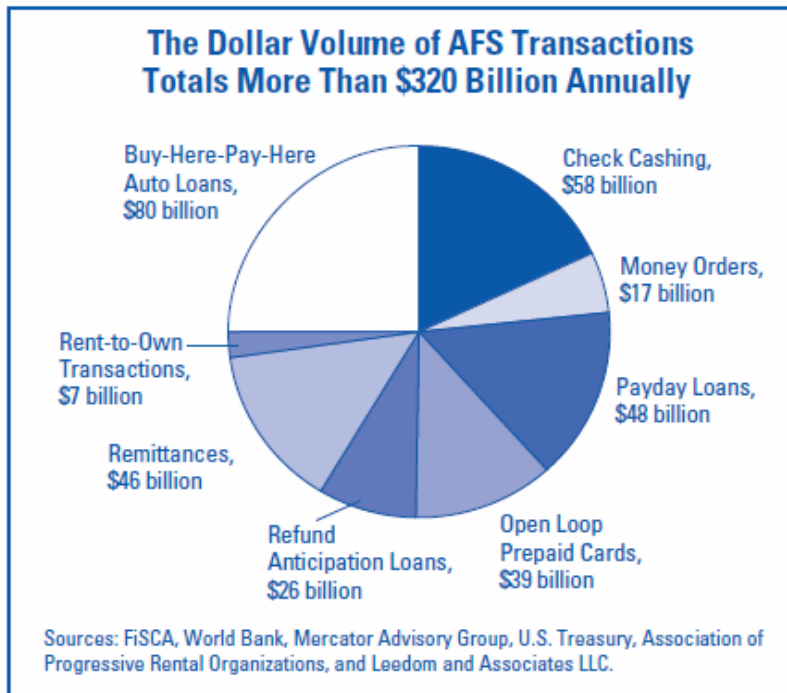 The Dollar Volume of AFS Transactions
Totals More Than $320 Billion Annually
Buy-Here-Pay-Here
Auto Loans,
$80 billion
Check Cashing,
$58 billion
Money Orders,
$17 billion
Rent-to-Own
Transactions,
$7 billion
Payday Loans,
$48 billion
Remittances,
$46 billion
Refund
Anticipation Loans,
$26 billion
Open Loop
Prepaid Cards,
$39 billion
Sources: FiSCA, World Bank, Mercator Advisory Group, U.S. Treasury, Association of
Progressive Rental Organizations, and Leedom and Associates LLC.